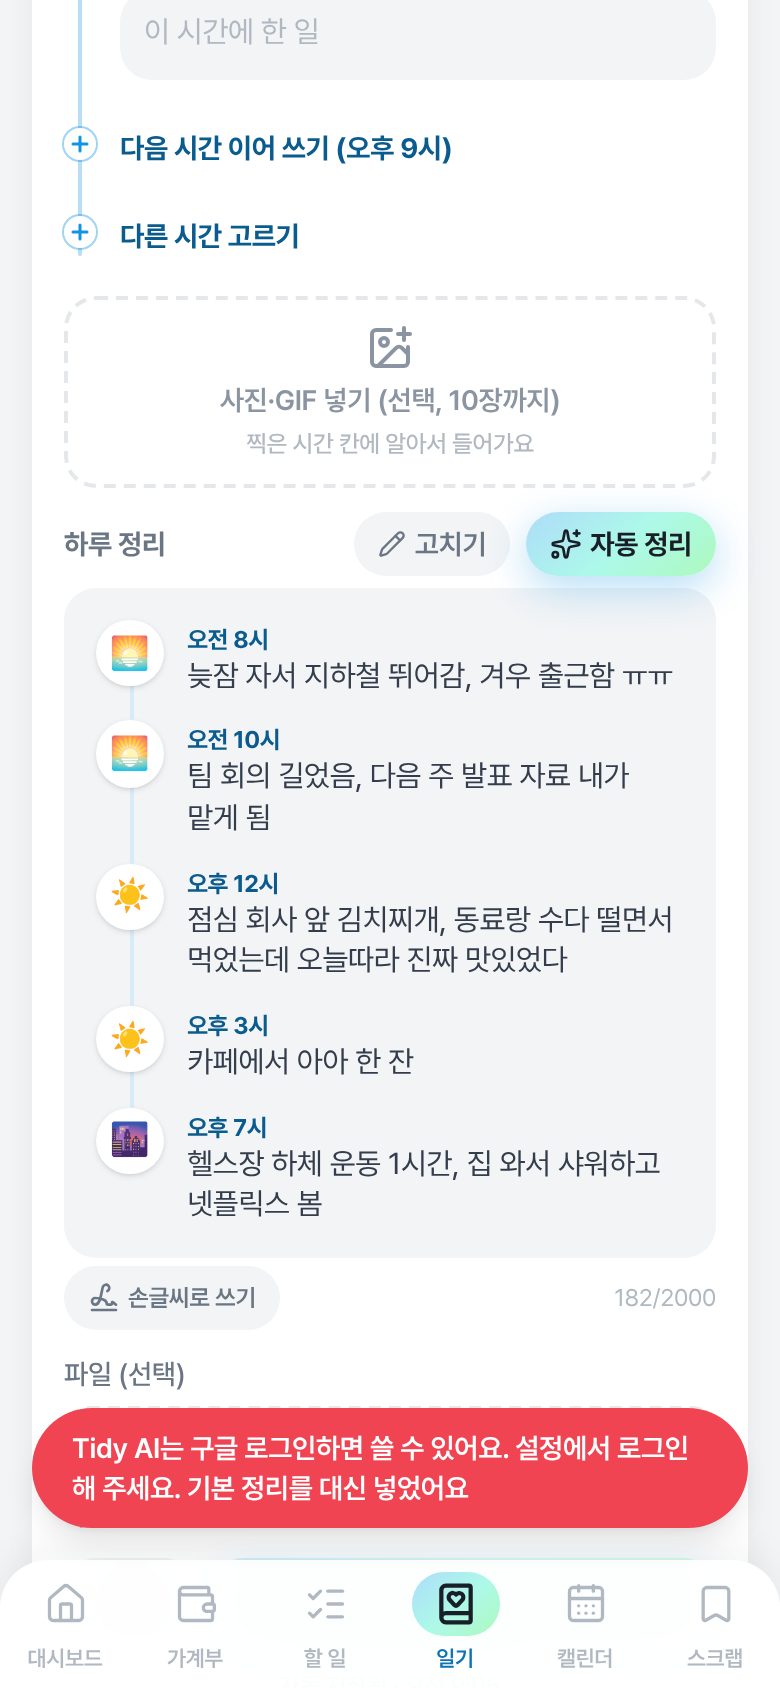 이 시간에 한 일
다음 시간 이어 쓰기 (오후 9시)
다른 시간 고르기
사진·GIF 넣기 (선택, 10장까지)
찍은 시간 칸에 알아서 들어가요
하루 정리
고치기
자동 정리
오전 8시
늦잠 자서 지하철 뛰어감, 겨우 출근함 ㅠㅠ
오전 10시
팀 회의 길었음, 다음 주 발표 자료 내가
맡게 됨
오후 12시
점심 회사 앞 김치찌개, 동료랑 수다 떨면서
먹었는데 오늘따라 진짜 맛있었다
오후 3시
카페에서 아아 한 잔
오후 7시
헬스장 하체 운동 1시간, 집 와서 샤워하고
넷플릭스 봄
손글씨로 쓰기
182/2000
파일 (선택)
Tidy AI는 구글 로그인하면 쓸 수 있어요. 설정에서 로그인
해 주세요. 기본 정리를 대신 넣었어요
대시보드
가계부
할 일
일기
캘린더
스크랩